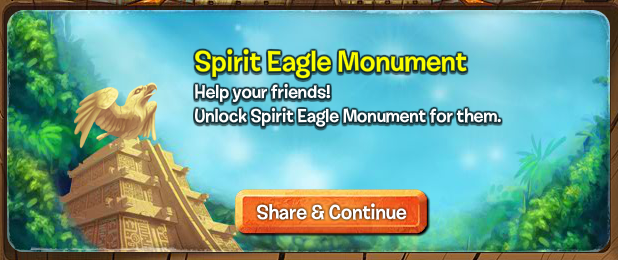 Spirit Eagle Monument
Help your friends!
Unlock Spirit Eagle Monument for them.
Share & Continue